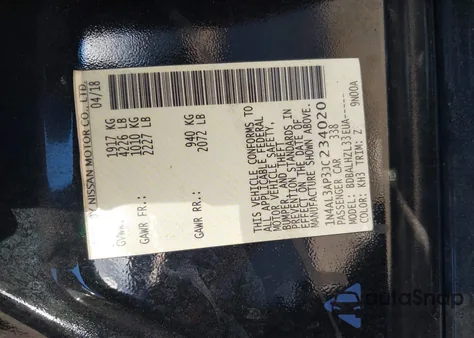 NISSAN MOTOR CO., LTD.
04/18
GVWR: 1917 KG
4226 LB
GAWR FR.: 1010 KG
2227 LB
GAWR RR.: 940 KG
2072 LB
THIS VEHICLE CONFORMS TO
ALL APPLICABLE FEDERAL
MOTOR VEHICLE SAFETY,
BUMPER, AND THEFT
PREVENTION STANDARDS IN
EFFECT ON THE DATE OF
MANUFACTURE SHOWN ABOVE.
1N4AL3AP3JC234020
PASSENGER CAR 338
MODEL:
COLOR: KH3 TRIM: Z 9N00A
autoSnap